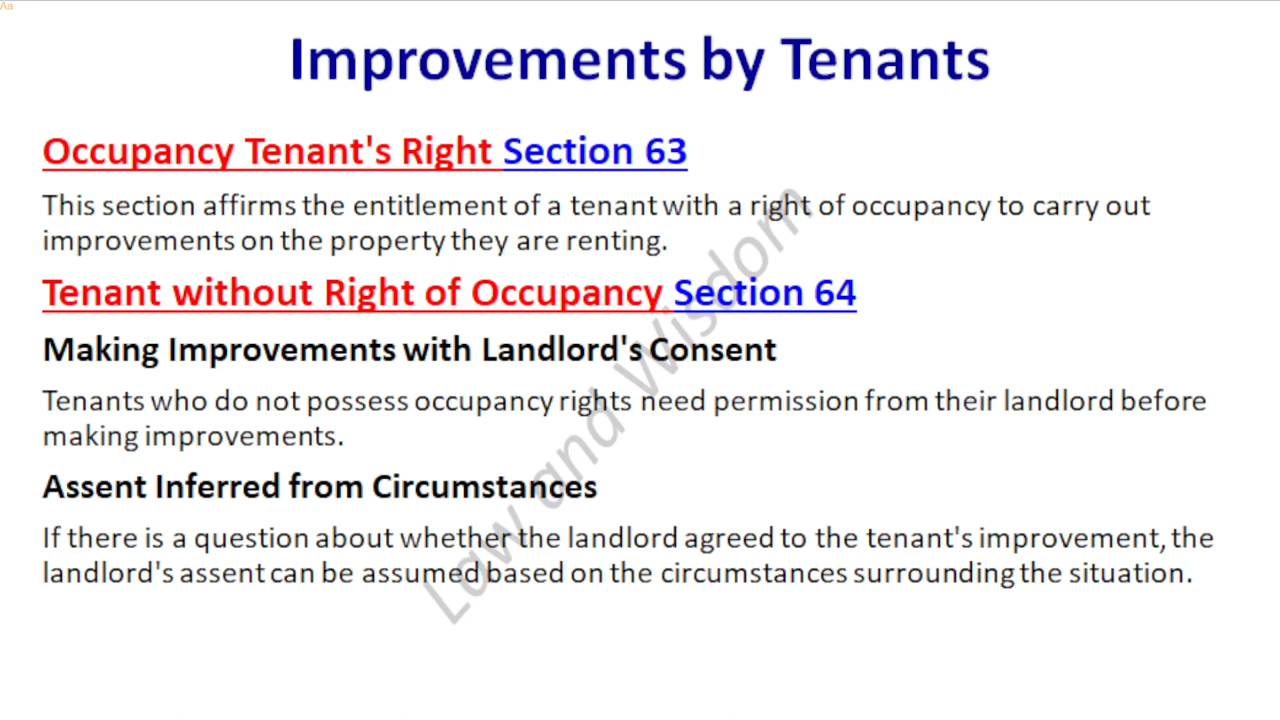 Aa
Improvements by Tenants
Occupancy Tenant's Right Section 63
This section affirms the entitlement of a tenant with a right of occupancy to carry out
improvements on the property they are renting.
Tenant without Right of Occupancy Section 64
Making Improvements with Landlord's Consent
Tenants who do not possess occupancy rights need permission from their landlord before
making improvements.
Assent Inferred from Circumstances
If there is a question about whether the landlord agreed to the tenant's improvement, the
landlord's assent can be assumed based on the circumstances surrounding the situation.
Law and Wisdom